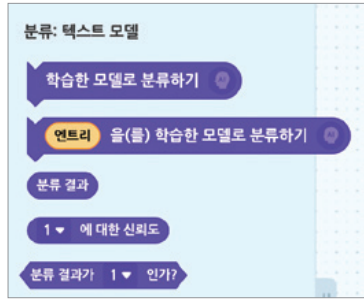 분류: 텍스트 모델
학습한 모델로 분류하기
엔트리 을(를) 학습한 모델로 분류하기
분류 결과
1 에 대한 신뢰도
분류 결과가 1 인가?